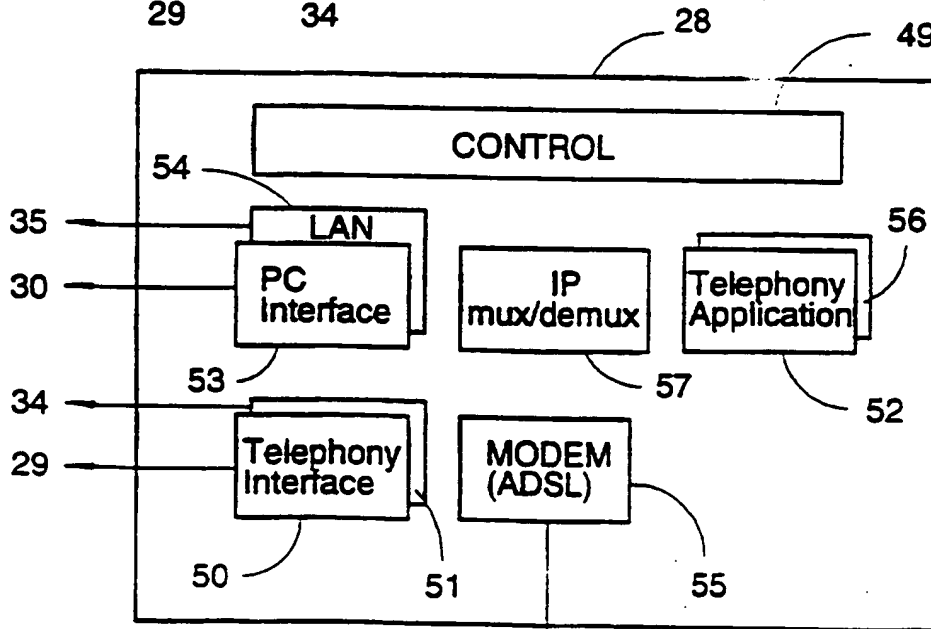 29 34 28 49
CONTROL
54
35 LAN 56
30 PC Interface
IP mux/demux
Telephony Application
53 57 52
34
29 Telephony Interface
MODEM (ADSL)
50 51 55